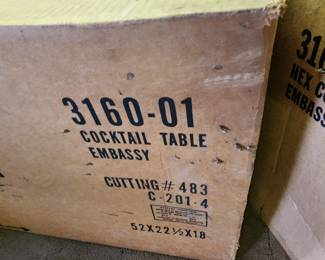 3160-01
COCKTAIL TABLE
EMBASSY
CUTTING # 483
C-201-4
52X22½X18
HEX
EMBASS